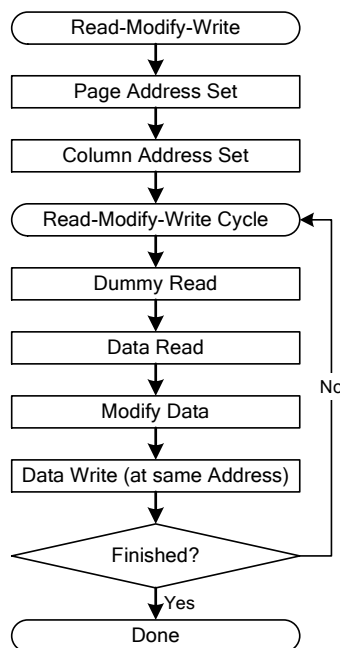 Read-Modify-Write
Page Address Set
Column Address Set
Read-Modify-Write Cycle
Dummy Read
Data Read
No
Modify Data
Data Write (at same Address)
Finished?
Yes
Done